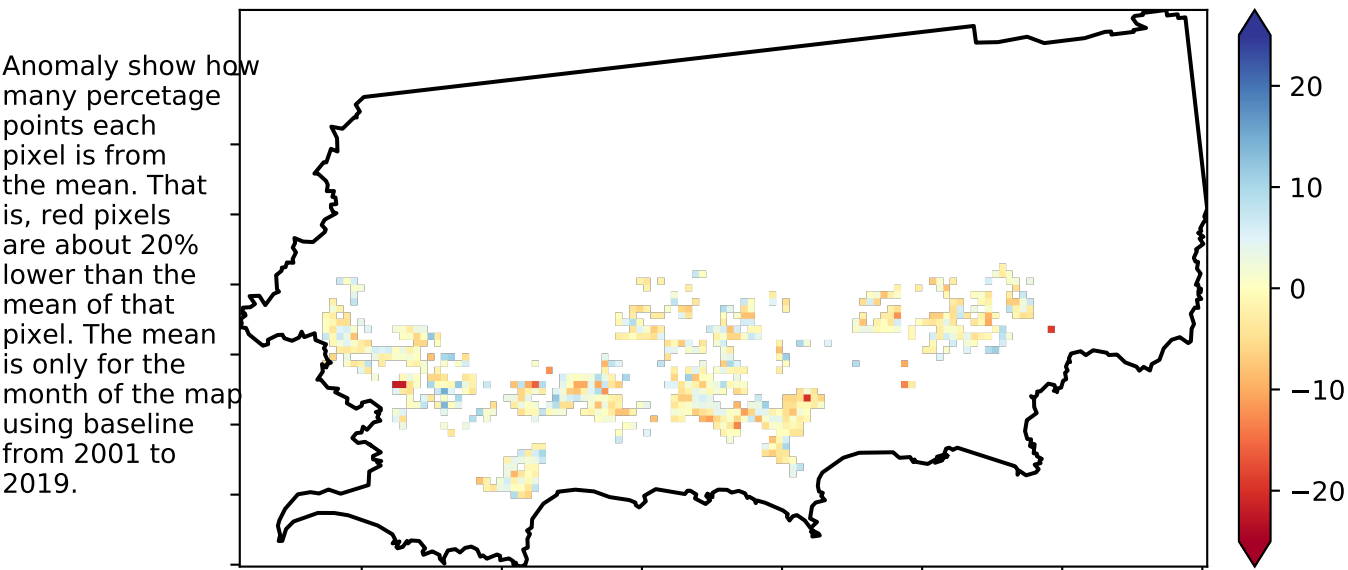 Anomaly show how
many percetage
points each
pixel is from
the mean. That
is, red pixels
are about 20%
lower than the
mean of that
pixel. The mean
is only for the
month of the map
using baseline
from 2001 to
2019.
20
10
0
−10
−20